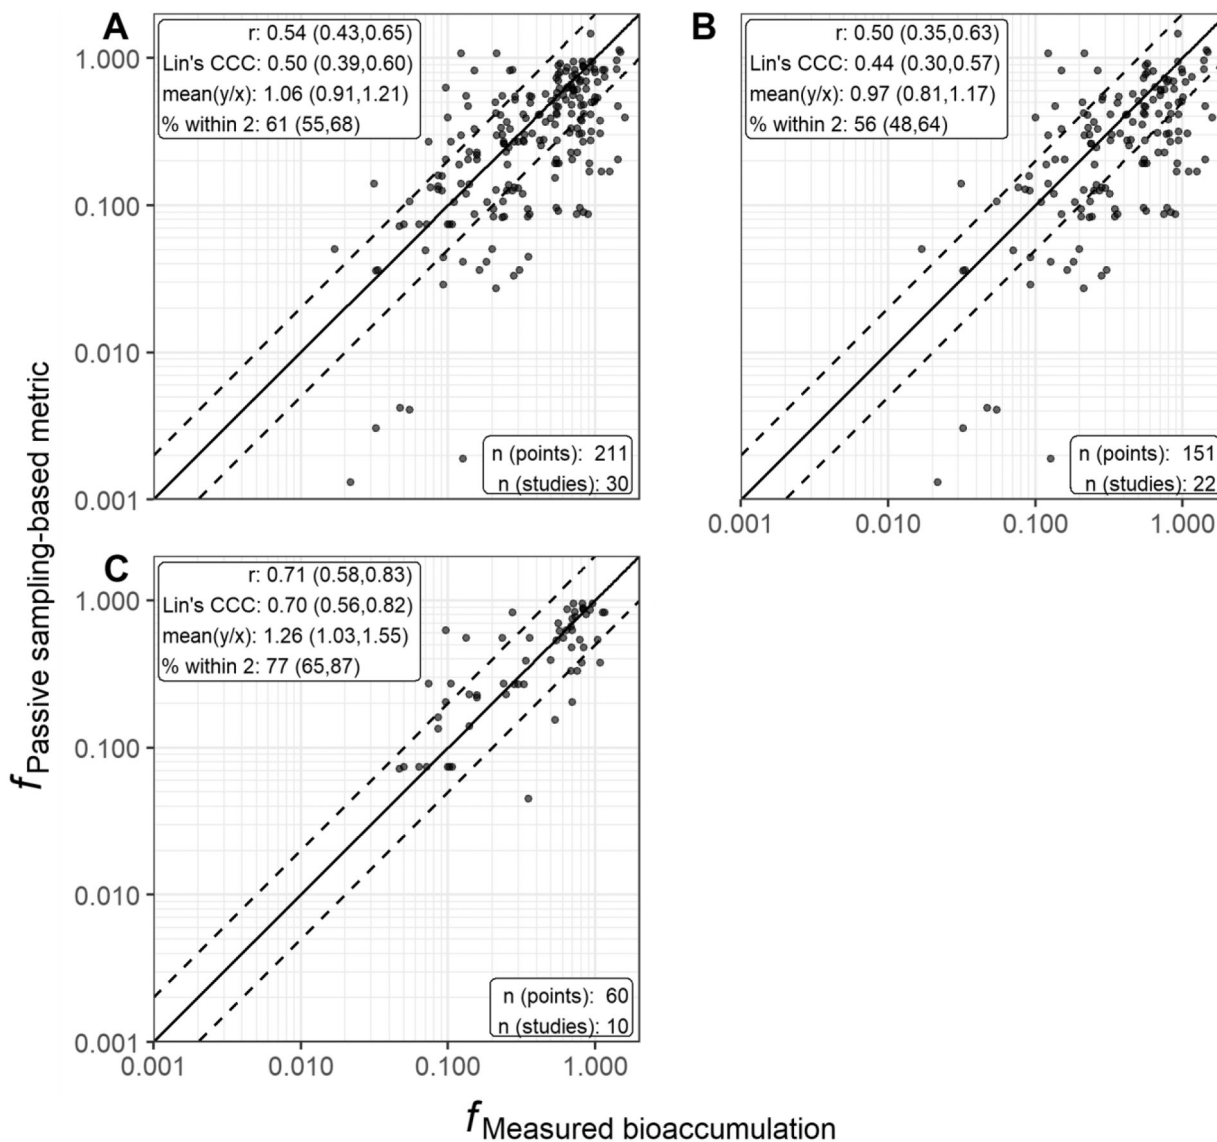 A
r: 0.54 (0.43,0.65)
Lin's CCC: 0.50 (0.39,0.60)
mean(y/x): 1.06 (0.91,1.21)
% within 2: 61 (55,68)
1.000
0.100
0.010
0.001
n (points): 211
n (studies): 30
B
r: 0.50 (0.35,0.63)
Lin's CCC: 0.44 (0.30,0.57)
mean(y/x): 0.97 (0.81,1.17)
% within 2: 56 (48,64)
n (points): 151
n (studies): 22
0.001
0.010
0.100
1.000
C
r: 0.71 (0.58,0.83)
Lin's CCC: 0.70 (0.56,0.82)
mean(y/x): 1.26 (1.03,1.55)
% within 2: 77 (65,87)
1.000
0.100
0.010
0.001
n (points): 60
n (studies): 10
0.001
0.010
0.100
1.000
f Passive sampling-based metric
f Measured bioaccumulation